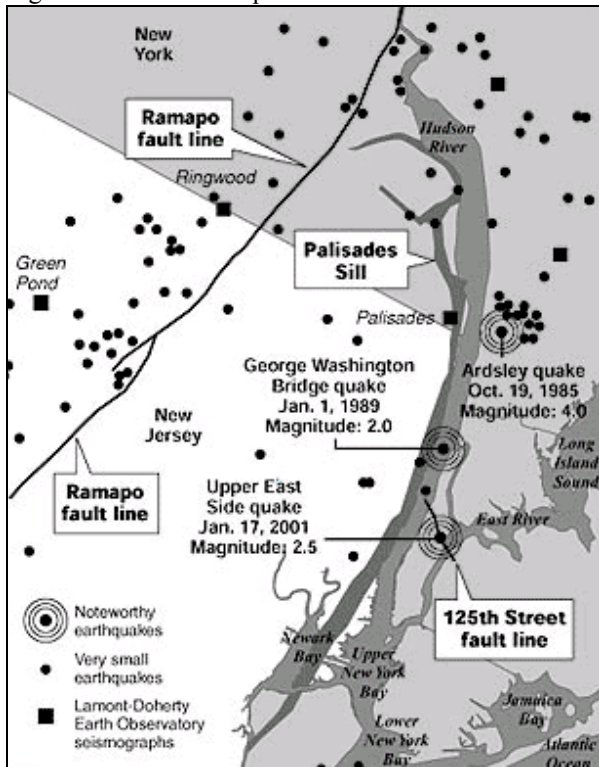 New
York
Ramapo
fault line
Ringwood
Hudson
River
Palisades
Sill
Green
Pond
Palisades
George Washington
Bridge quake
Jan. 1, 1989
Magnitude: 2.0
Ardsley quake
Oct. 19, 1985
Magnitude: 4.0
New
Jersey
Long
Island
Sound
Ramapo
fault line
Upper East
Side quake
Jan. 17, 2001
Magnitude: 2.5
East River
125th Street
fault line
Noteworthy
earthquakes
Very small
earthquakes
Lamont-Doherty
Earth Observatory
seismographs
Newark
Bay
Upper
New York
Bay
Lower
New York
Bay
Jamaica
Bay
Atlantic
Ocean